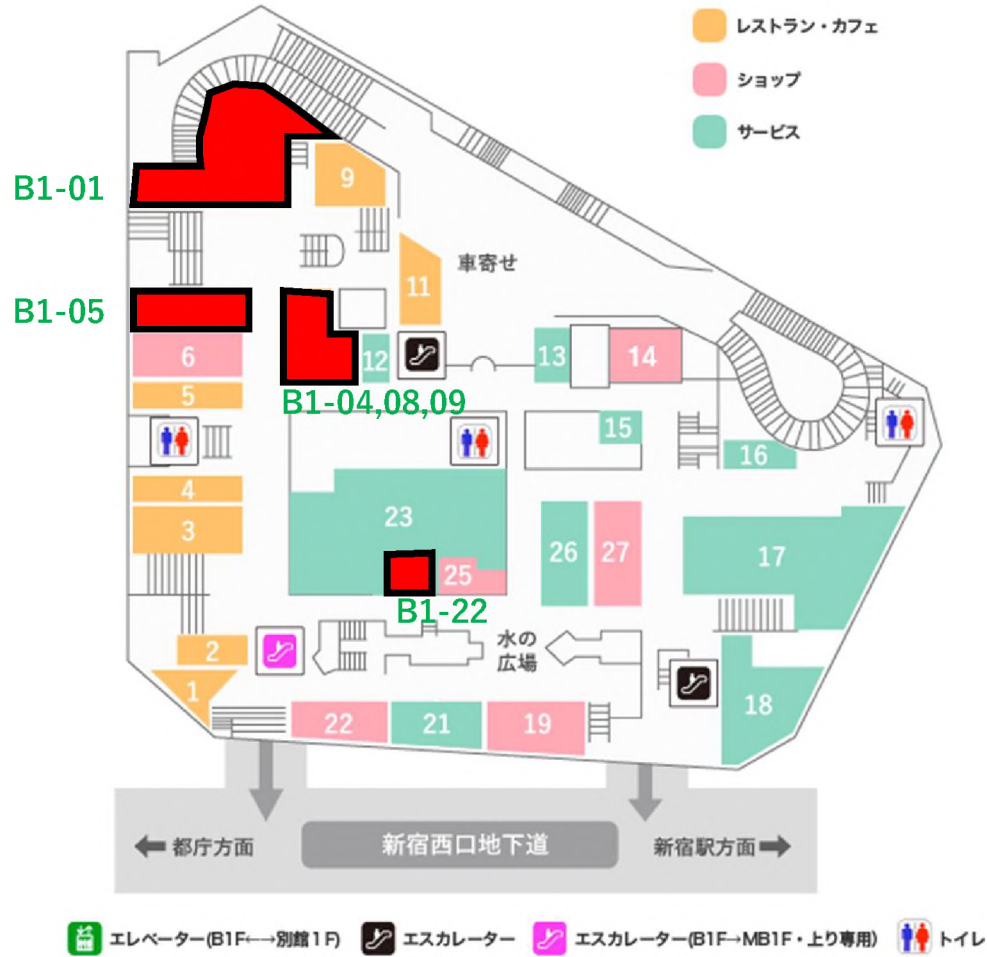 レストラン・カフェ
ショップ
サービス
B1-01
9
車寄せ
11
B1-05
6
12
13
14
5
B1-04,08,09
15
16
4
3
23
25
26
27
17
B1-22
2
水の
広場
1
22
21
19
18
都庁方面
新宿西口地下道
新宿駅方面
エレベーター(B1F←→別館1F)
エスカレーター
エスカレーター(B1F→MB1F・上り専用)
トイレ